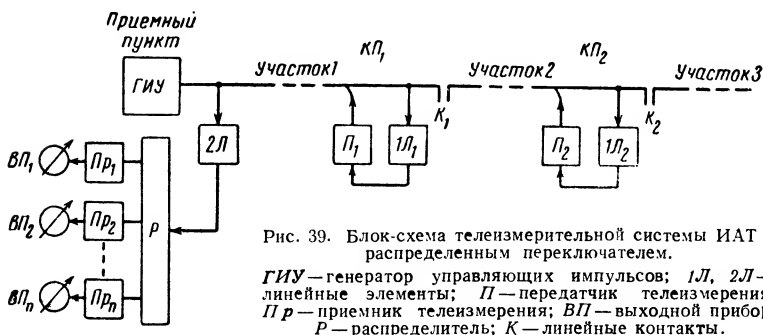 Приемный
пункт
ГИУ
Участок1
КП₁
Участок2
КП₂
Участок3
К₁
К₂
2Л
П₁
1Л₁
П₂
1Л₂
ВП₁
Пр₁
ВП₂
Пр₂
Р
ВПₙ
Прₙ
Рис. 39. Блок-схема телеизмерительной системы ИАТ
распределенным переключателем.
ГИУ—генератор управляющих импульсов; 1Л, 2Л—
линейные элементы; П—передатчик телеизмерения
Пр—приемник телеизмерения; ВП—выходной прибор
Р—распределитель; К—линейные контакты.